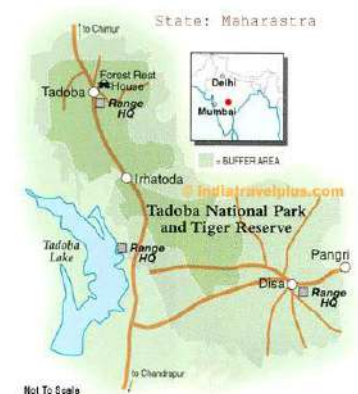 State: Maharastra
to Chimur
Forest Rest
House
Tadoba
Range
HQ
Delhi
Mumbai
= BUFFER AREA
Irhatoda
© indiatravelplus.com
Tadoba National Park
and Tiger Reserve
Tadoba
Lake
Range
HQ
Pangri
Disa
Range
HQ
to Chandrapur
Not To Scale